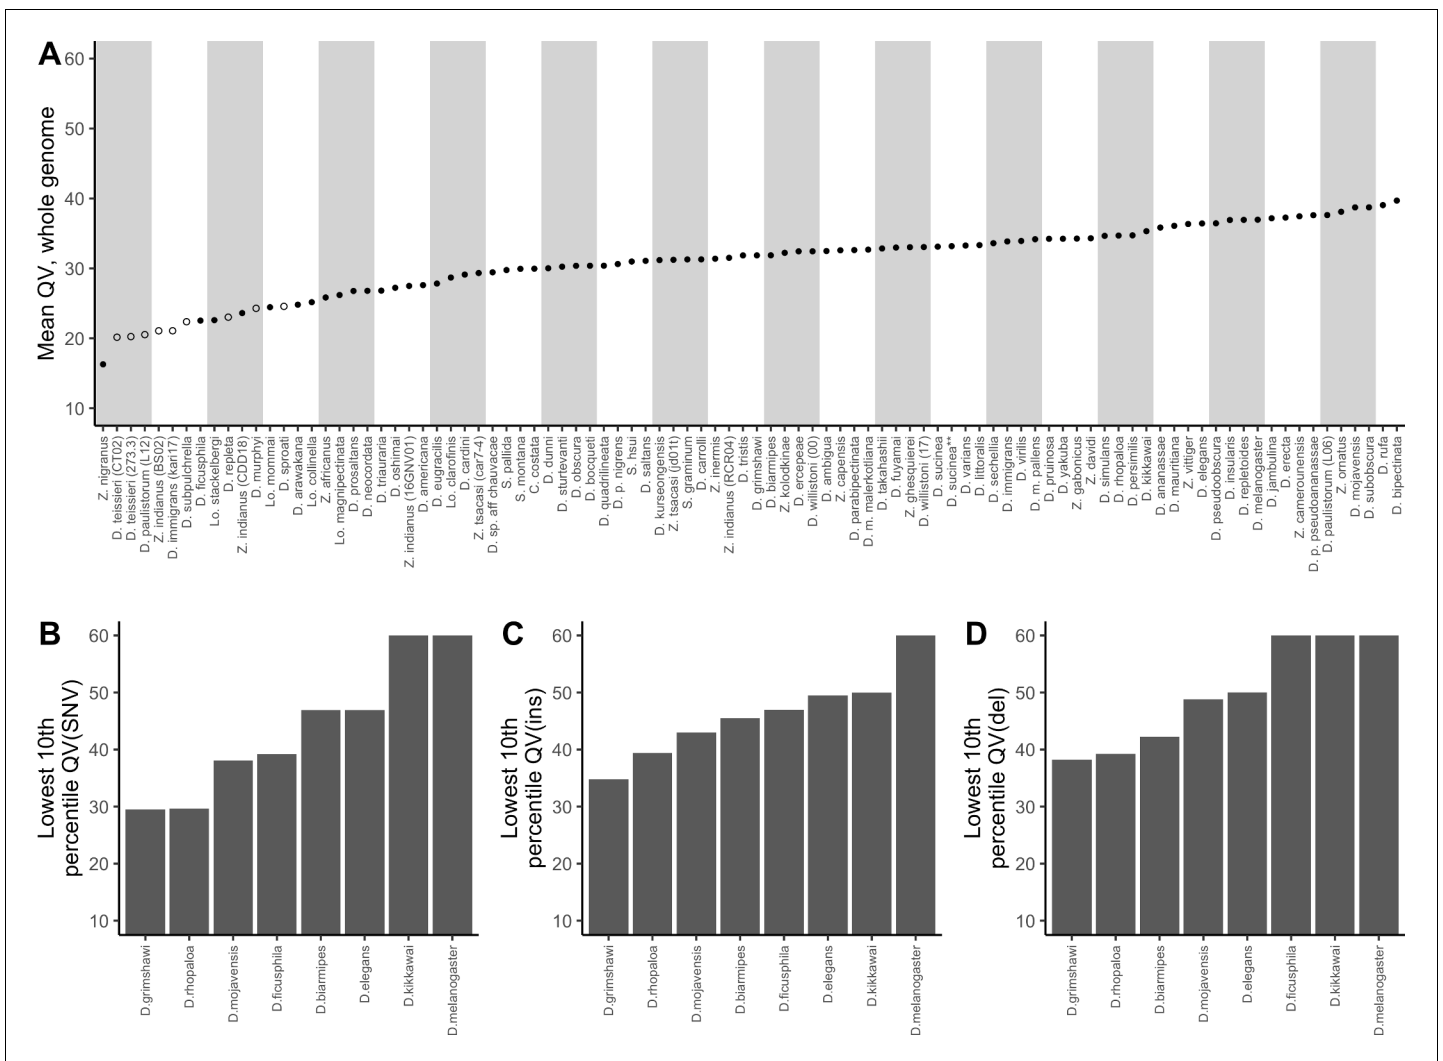 A
Mean QV, whole genome
60
50
40
30
20
10
Z. nigranus
D. teissieri (CT02)
D. teissieri (273.3)
D. paulistorum (L12)
Z. indianus (BS02)
D. immigrans (kari17)
D. subpulchrella
D. ficusphila
Lo. stackelbergi
D. repleta
Z. indianus (CDD18)
D. murphyi
Lo. mommai
D. sproati
D. arawakana
Lo. collinella
Z. africanus
Lo. magnipectinata
D. prosaltans
D. neocordata
D. triauraria
D. oshimai
Z. indianus (16GNV01)
D. americana
D. eugracilis
Lo. clarofinis
D. cardini
Z. tsacasi (car7-4)
D. sp. aff chauvacae
S. pallida
S. montana
C. costata
D. dunni
D. sturtevanti
D. obscura
D. bocqueti
D. quadrilineata
D. p. nigrens
S. hsui
D. saltans
D. kurseongensis
Z. tsacasi (jd01t)
S. graminum
D. carrolli
Z. inermis
Z. indianus (RCR04)
D. tristis
D. grimshawi
D. biarmipes
Z. kolodkinae
D. ercepeae
D. willistoni (00)
D. ambigua
Z. capensis
D. parabipectinata
D. m. malerkotliana
D. takahashii
D. fuyamai
Z. ghesquierei
D. willistoni (17)
D. sucinea
D. sucinea**
D. varians
D. littoralis
D. sechellia
D. immigrans
D. virilis
D. m. pallens
D. pruinosa
D. yakuba
Z. gabonicus
Z. davidi
D. simulans
D. rhopaloa
D. persimilis
D. kikkawai
D. ananassae
D. mauritiana
Z. vittiger
D. elegans
D. pseudoobscura
D. insularis
D. repletoides
D. melanogaster
D. jambulina
D. erecta
Z. camerounensis
D. p. pseudoananassae
D. paulistorum (L06)
Z. ornatus
D. mojavensis
D. subobscura
D. rufa
D. bipectinata
B
Lowest 10th
percentile QV(SNV)
60
50
40
30
20
10
D.grimshawi
D.rhopaloa
D.mojavensis
D.ficusphila
D.biarmipes
D.elegans
D.kikkawai
D.melanogaster
C
Lowest 10th
percentile QV(ins)
60
50
40
30
20
10
D.grimshawi
D.rhopaloa
D.mojavensis
D.biarmipes
D.ficusphila
D.elegans
D.kikkawai
D.melanogaster
D
Lowest 10th
percentile QV(del)
60
50
40
30
20
10
D.grimshawi
D.rhopaloa
D.biarmipes
D.mojavensis
D.elegans
D.ficusphila
D.kikkawai
D.melanogaster